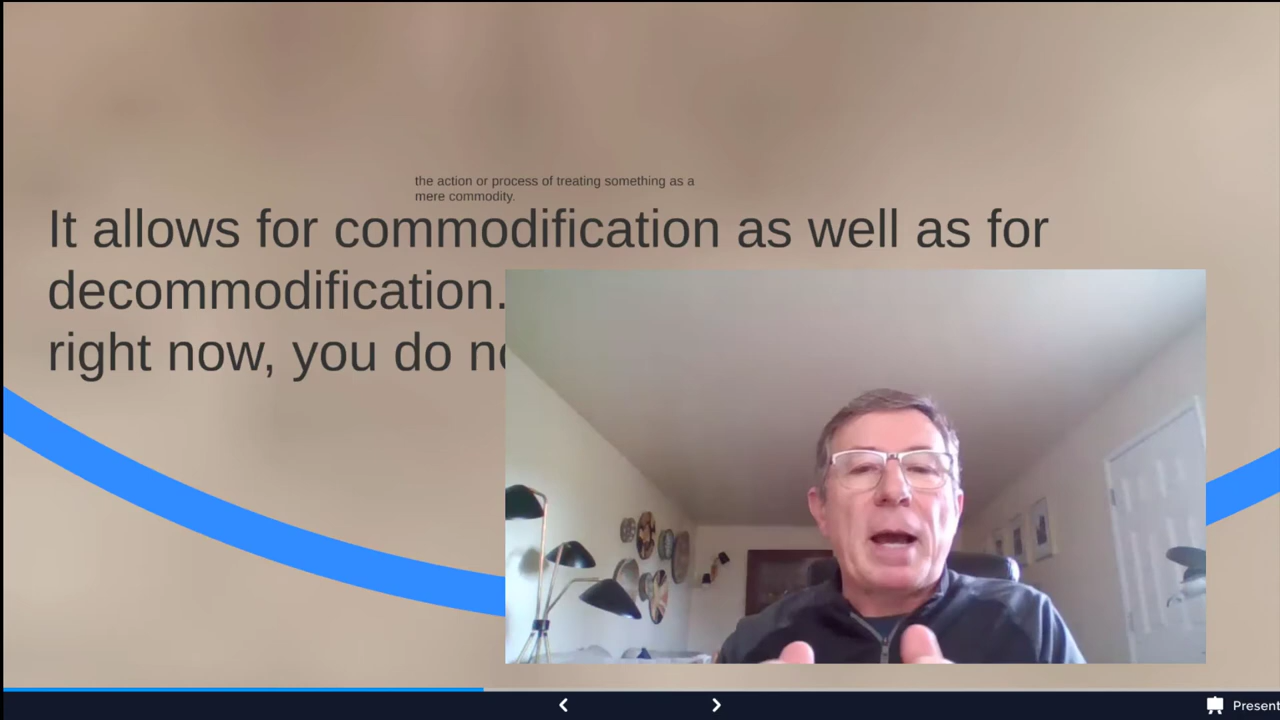 the action or process of treating something as a
mere commodity.
It allows for commodification as well as for
decommodification.
right now, you do
Present